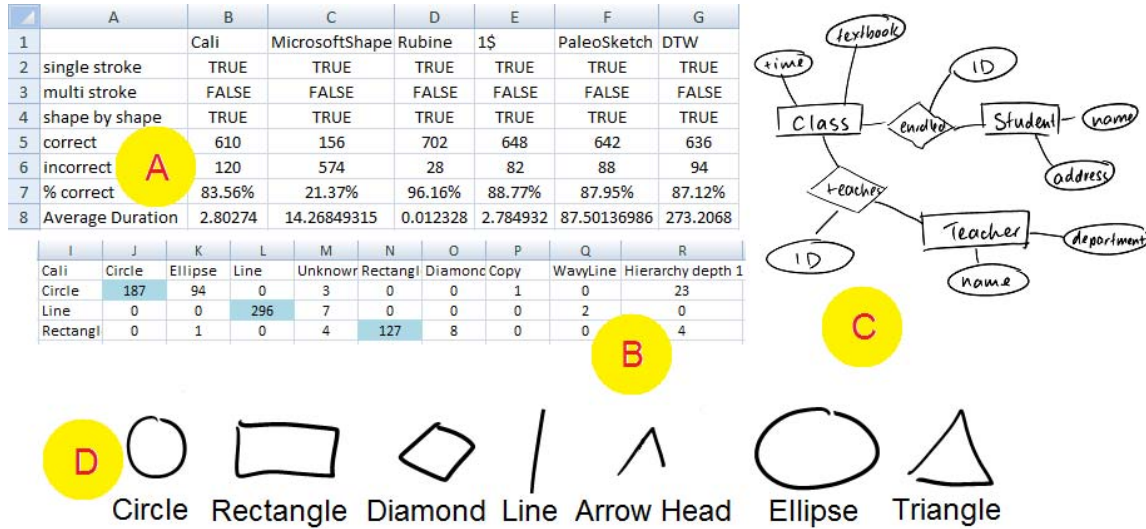 A B C D E F G
1 Cali MicrosoftShape Rubine 1$ PaleoSketch DTW
2 single stroke TRUE TRUE TRUE TRUE TRUE TRUE
3 multi stroke FALSE FALSE FALSE FALSE FALSE FALSE
4 shape by shape TRUE TRUE TRUE TRUE TRUE TRUE
5 correct 610 156 702 648 642 636
6 incorrect 120 574 28 82 88 94
7 % correct 83.56% 21.37% 96.16% 88.77% 87.95% 87.12%
8 Average Duration 2.80274 14.26849315 0.012328 2.784932 87.50136986 273.2068
A
I J K L M N O P Q R
Cali Circle Ellipse Line Unknowr Rectangl Diamonc Copy WavyLine Hierarchy depth 1
Circle 187 94 0 3 0 0 1 0 23
Line 0 0 296 7 0 0 0 2 0
Rectangl 0 1 0 4 127 8 0 0 4
B
textbook
time
ID
Class
enrolled
Student
name
address
teaches
Teacher
department
ID
name
C
D
Circle Rectangle Diamond Line Arrow Head Ellipse Triangle